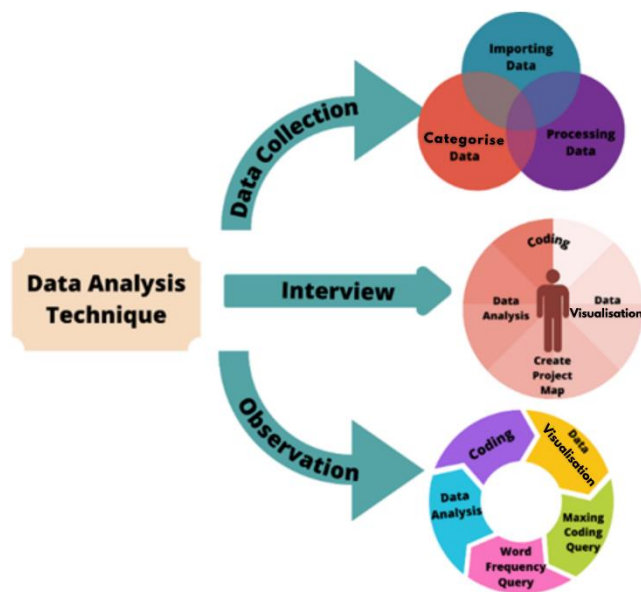 Importing
Data
Categorise
Data
Processing
Data
Data Collection
Data Analysis
Technique
Interview
Coding
Data
Analysis
Data
Visualisation
Create
Project
Map
Observation
Coding
Data
Visualisation
Data
Analysis
Maxing
Coding
Query
Word
Frequency
Query